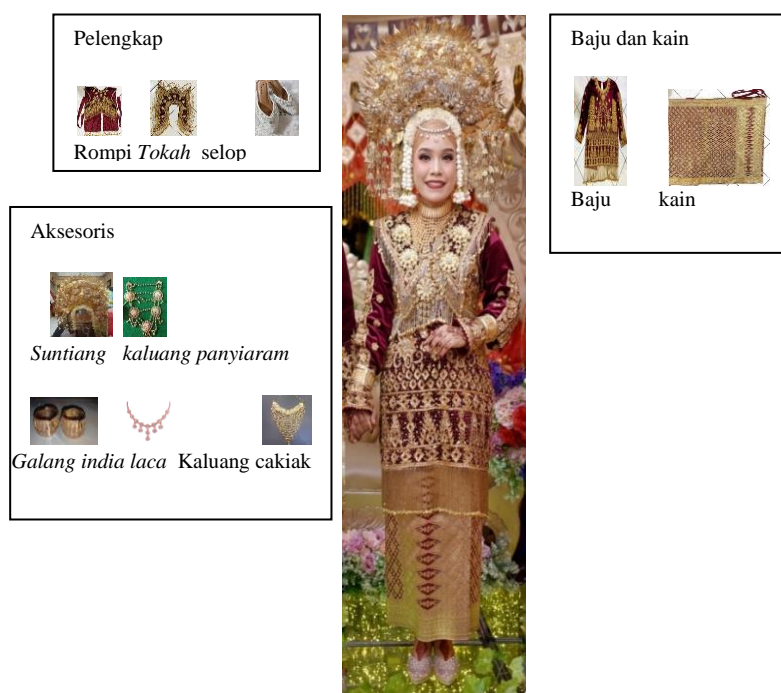 Pelengkap
Rompi Tokah selop
Aksesoris
Suntiang kaluang panyiaram
Galang india laca Kaluang cakiak
Baju dan kain
Baju kain